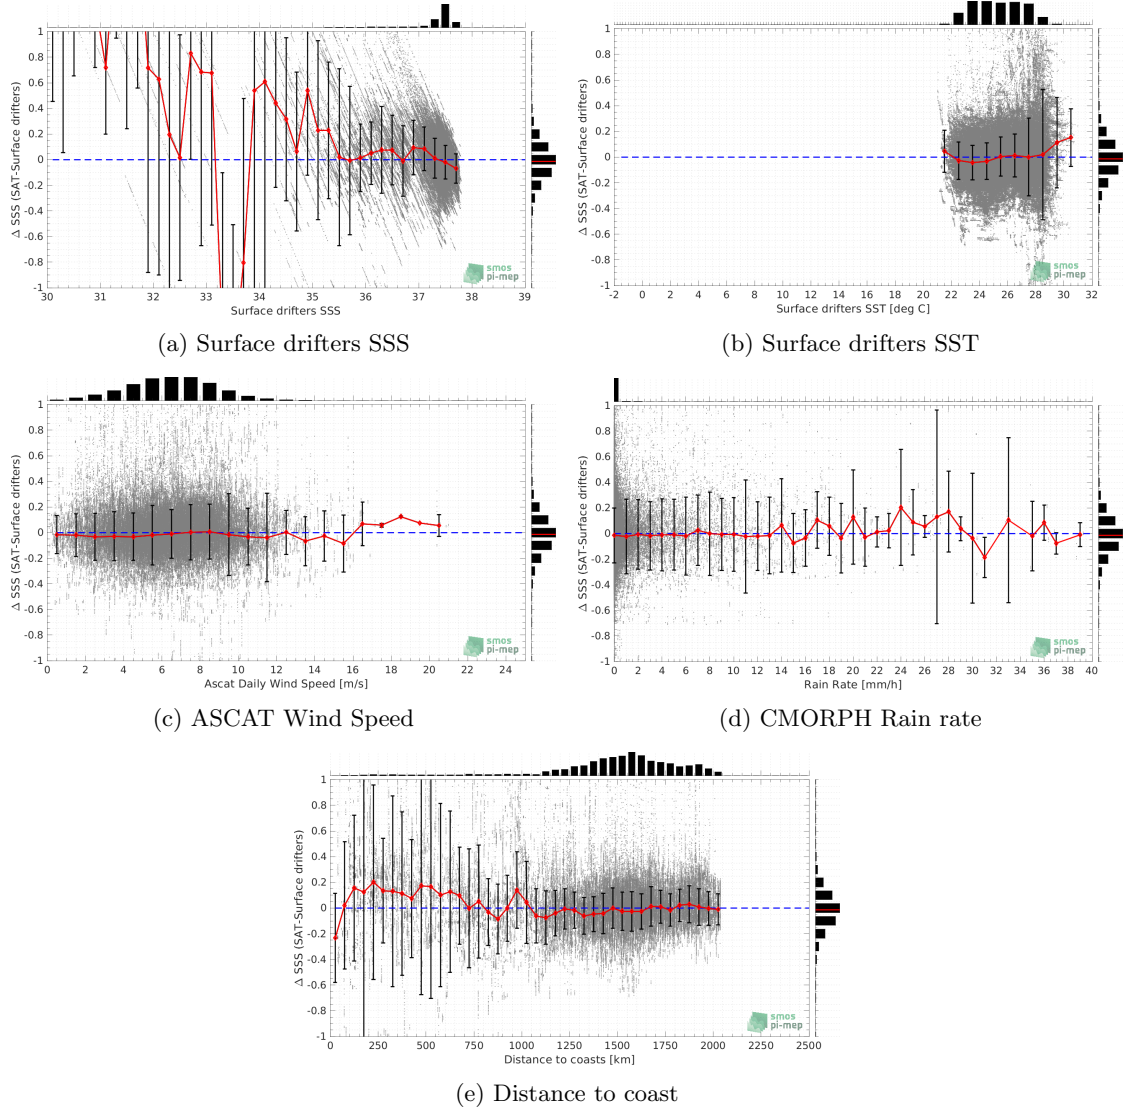 1
0.8
0.6
0.4
0.2
0
-0.2
-0.4
-0.6
-0.8
-1
Δ SSS (SAT-Surface drifters)
smos
pi-mep
30 31 32 33 34 35 36 37 38 39
Surface drifters SSS
(a) Surface drifters SSS
1
0.8
0.6
0.4
0.2
0
-0.2
-0.4
-0.6
-0.8
-1
Δ SSS (SAT-Surface drifters)
smos
pi-mep
-2 0 2 4 6 8 10 12 14 16 18 20 22 24 26 28 30 32
Surface drifters SST [deg C]
(b) Surface drifters SST
1
0.8
0.6
0.4
0.2
0
-0.2
-0.4
-0.6
-0.8
-1
Δ SSS (SAT-Surface drifters)
smos
pi-mep
0 2 4 6 8 10 12 14 16 18 20 22 24
Ascat Daily Wind Speed [m/s]
(c) ASCAT Wind Speed
1
0.8
0.6
0.4
0.2
0
-0.2
-0.4
-0.6
-0.8
-1
Δ SSS (SAT-Surface drifters)
smos
pi-mep
0 2 4 6 8 10 12 14 16 18 20 22 24 26 28 30 32 34 36 38 40
Rain Rate [mm/h]
(d) CMORPH Rain rate
1
0.8
0.6
0.4
0.2
0
-0.2
-0.4
-0.6
-0.8
-1
Δ SSS (SAT-Surface drifters)
smos
pi-mep
0 250 500 750 1000 1250 1500 1750 2000 2250 2500
Distance to coasts [km]
(e) Distance to coast